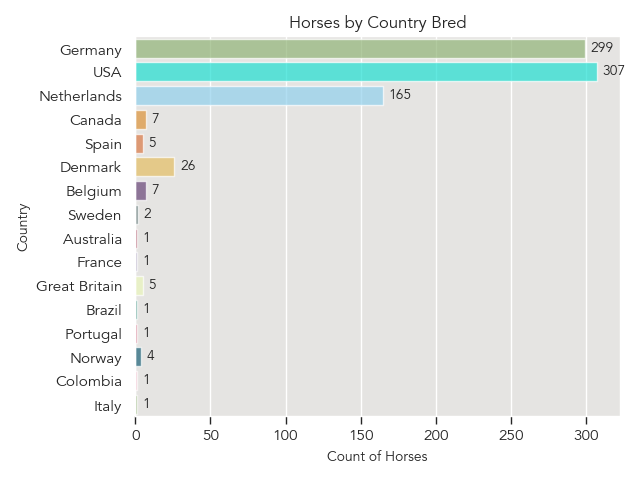 Horses by Country Bred
Germany 299
USA 307
Netherlands 165
Canada 7
Spain 5
Denmark 26
Belgium 7
Sweden 2
Australia 1
France 1
Great Britain 5
Brazil 1
Portugal 1
Norway 4
Colombia 1
Italy 1
Country
0 50 100 150 200 250 300
Count of Horses